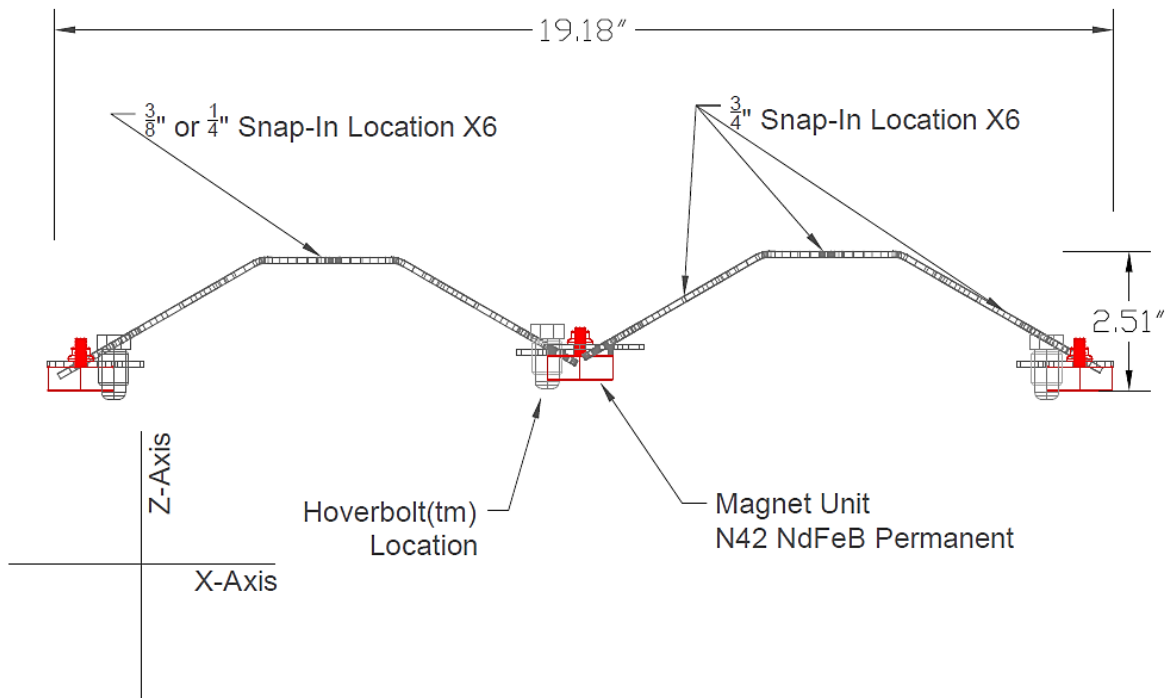 19.18"
3/8" or 1/4" Snap-In Location X6
3/4" Snap-In Location X6
2.51"
Z-Axis
X-Axis
Hoverbolt(tm)
Location
Magnet Unit
N42 NdFeB Permanent